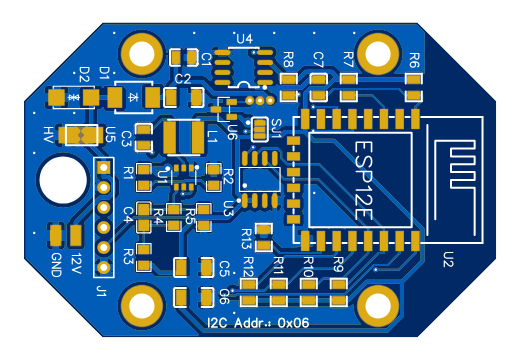 U4
D1
D2
C1
C2
R8
C7
R7
R6
HV
U5
C3
L1
U6
SJ1
ESP12E
R1
U1
R2
U3
C4
R4
R5
R13
R3
GND
12V
J1
C5
C6
R12
R11
R10
R9
U2
I2C Addr.: 0x06